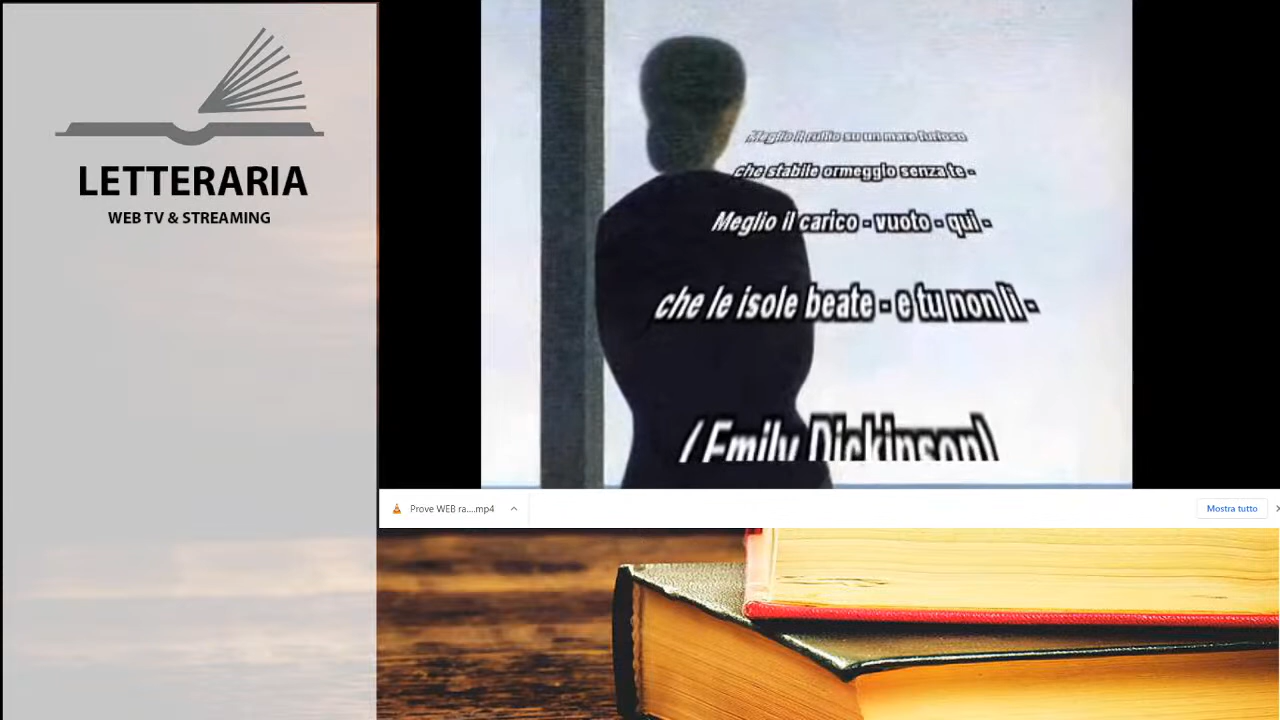 LETTERARIA
WEB TV & STREAMING
Meglio il rullio su un mare furioso
che stabile ormeggio senza te -
Meglio il carico - vuoto - qui -
che le isole beate - e tu non lì -
( Emily Dickinson)
Prove WEB ra....mp4
Mostra tutto